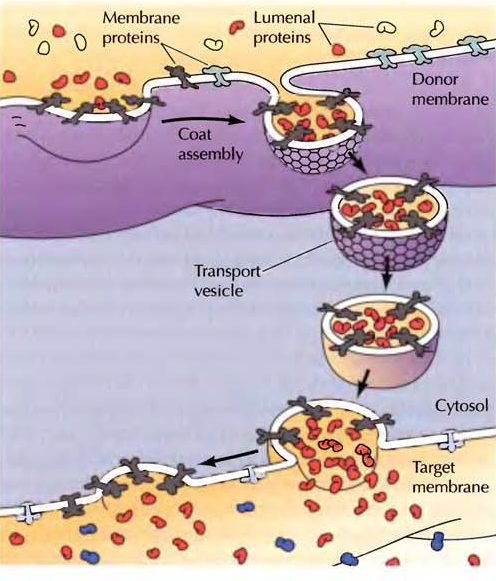 Membrane
proteins
Lumenal
proteins
Donor
membrane
Coat
assembly
Transport
vesicle
Cytosol
Target
membrane